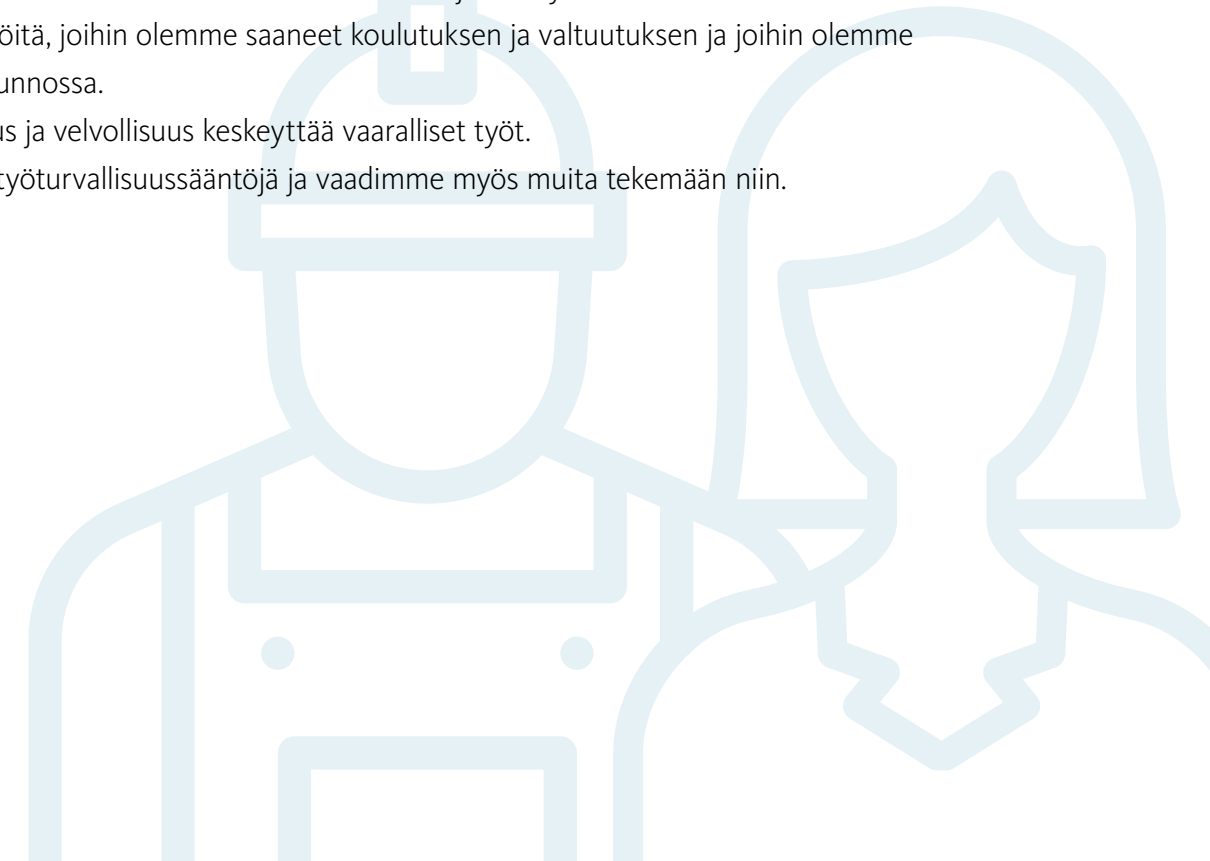 öitä, joihin olemme saaneet koulutuksen ja valtuutuksen ja joihin olemme
unnossa.
us ja velvollisuus keskeyttää vaaralliset työt.
työturvallisuussääntöjä ja vaadimme myös muita tekemään niin.